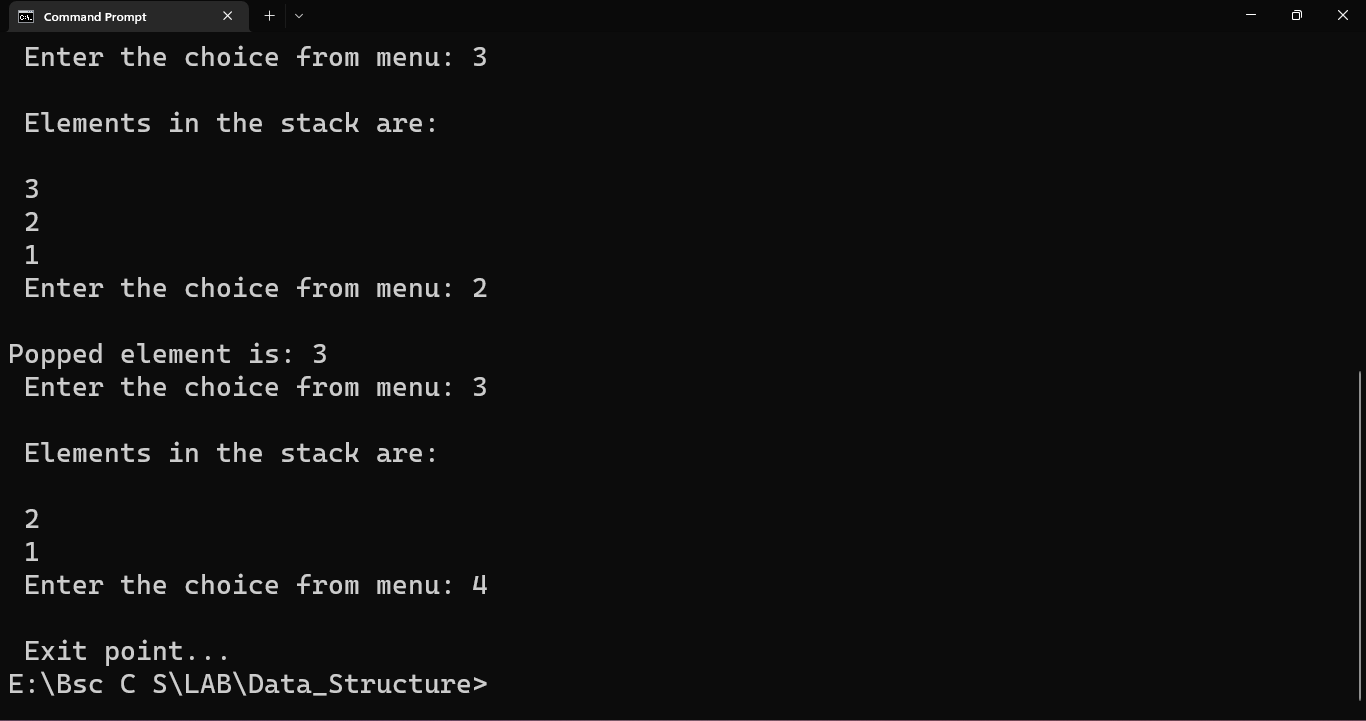 Command Prompt
Enter the choice from menu: 3
Elements in the stack are:
3
2
1
Enter the choice from menu: 2
Popped element is: 3
Enter the choice from menu: 3
Elements in the stack are:
2
1
Enter the choice from menu: 4
Exit point...
E:\Bsc C S\LAB\Data_Structure>